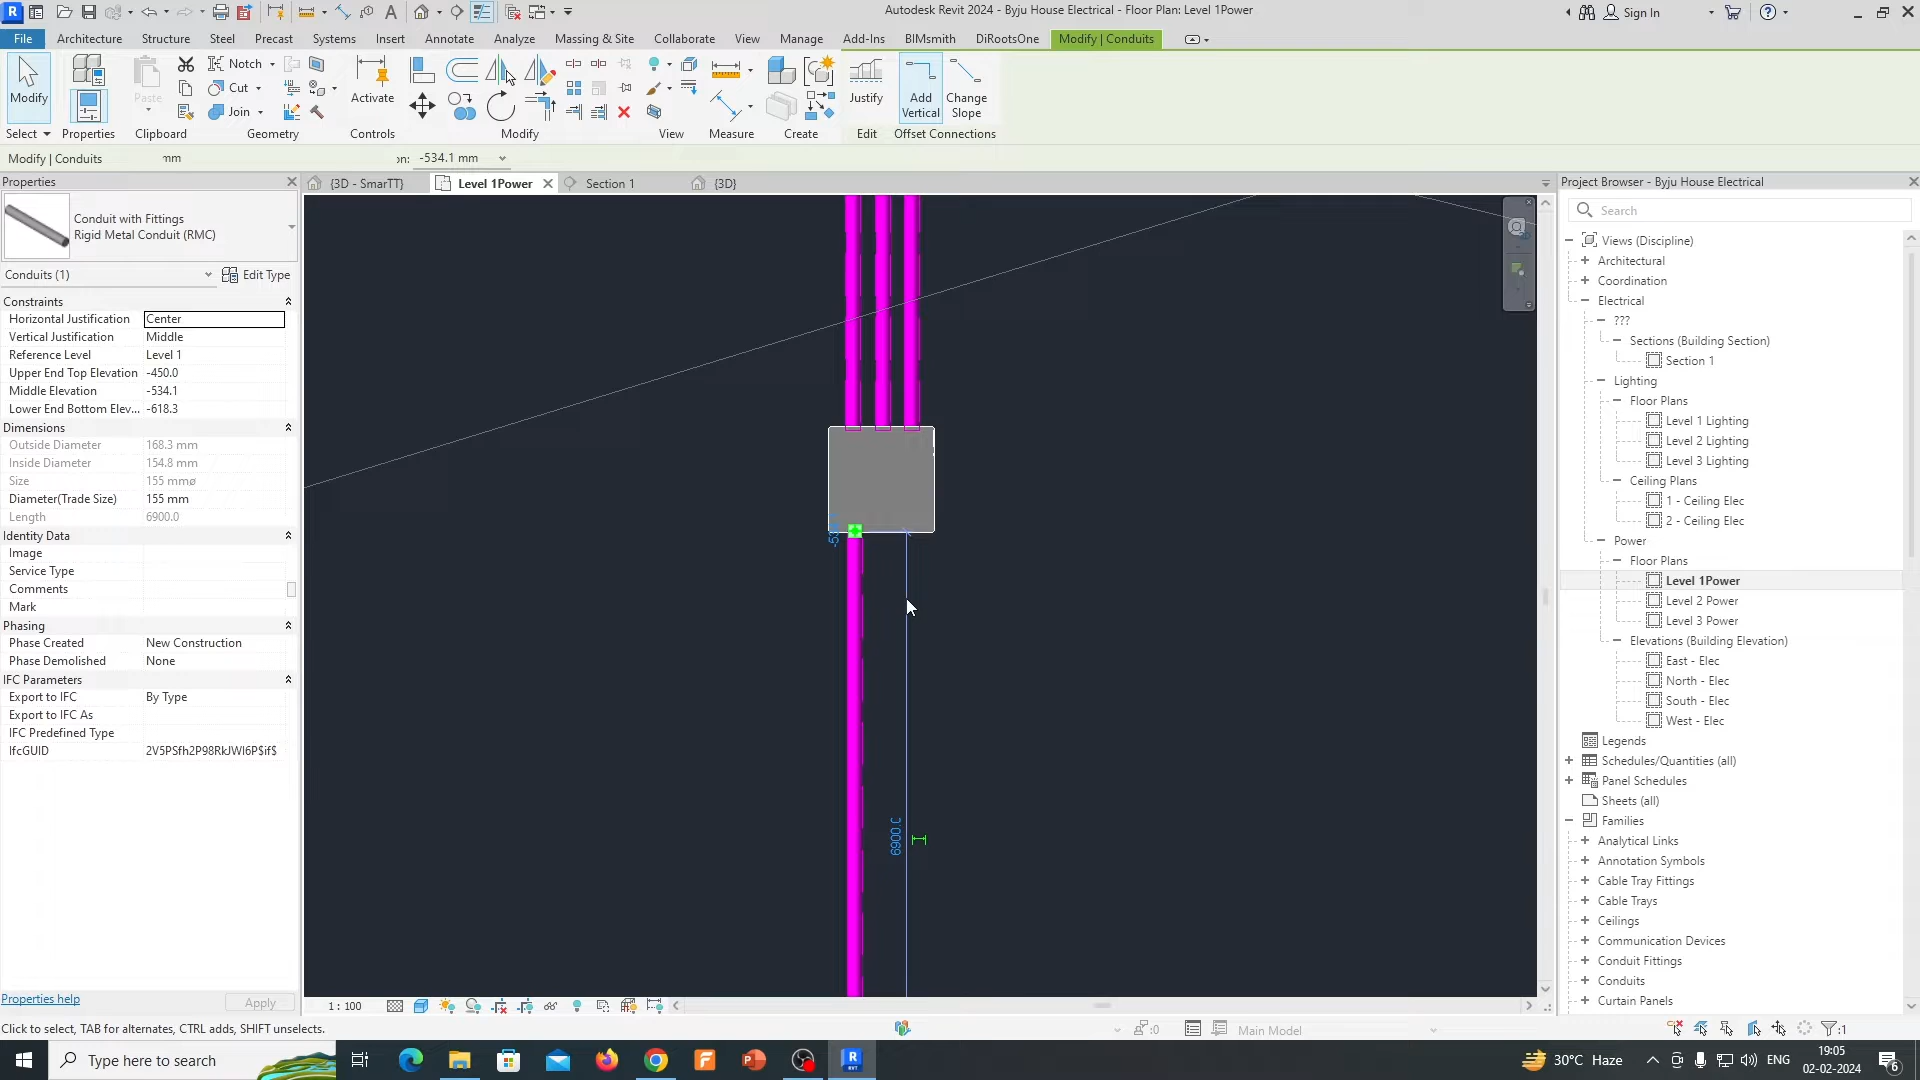 Autodesk Revit 2024 - Byju House Electrical - Floor Plan: Level 1Power
Sign In
File
Architecture
Structure
Steel
Precast
Systems
Insert
Annotate
Analyze
Massing & Site
Collaborate
View
Manage
Add-Ins
BIMsmith
DiRootsOne
Modify | Conduits
Modify
Paste
Notch
Cut
Join
Activate
Justify
Add
Vertical
Change
Slope
Select
Properties
Clipboard
Geometry
Controls
Modify
View
Measure
Create
Edit
Offset Connections
Modify | Conduits
mm
on:
-534.1 mm
Properties
{3D - SmarTT}
Level 1Power
Section 1
{3D}
Project Browser - Byju House Electrical
Conduit with Fittings
Rigid Metal Conduit (RMC)
Conduits (1)
Edit Type
Constraints
Horizontal Justification Center
Vertical Justification Middle
Reference Level Level 1
Upper End Top Elevation -450.0
Middle Elevation -534.1
Lower End Bottom Elev... -618.3
Dimensions
Outside Diameter 168.3 mm
Inside Diameter 154.8 mm
Size 155 mmø
Diameter(Trade Size) 155 mm
Length 6900.0
Identity Data
Image
Service Type
Comments
Mark
Phasing
Phase Created New Construction
Phase Demolished None
IFC Parameters
Export to IFC By Type
Export to IFC As
IFC Predefined Type
IfcGUID 2V5PSfh2P98RkJWI6P$if$
Properties help
Apply
6900.0
1 : 100
Search
Views (Discipline)
Architectural
Coordination
Electrical
???
Sections (Building Section)
Section 1
Lighting
Floor Plans
Level 1 Lighting
Level 2 Lighting
Level 3 Lighting
Ceiling Plans
1 - Ceiling Elec
2 - Ceiling Elec
Power
Floor Plans
Level 1Power
Level 2 Power
Level 3 Power
Elevations (Building Elevation)
East - Elec
North - Elec
South - Elec
West - Elec
Legends
Schedules/Quantities (all)
Panel Schedules
Sheets (all)
Families
Analytical Links
Annotation Symbols
Cable Tray Fittings
Cable Trays
Ceilings
Communication Devices
Conduit Fittings
Conduits
Curtain Panels
Click to select, TAB for alternates, CTRL adds, SHIFT unselects.
:0
Main Model
:1
Type here to search
30°C Haze
ENG
19:05
02-02-2024
6